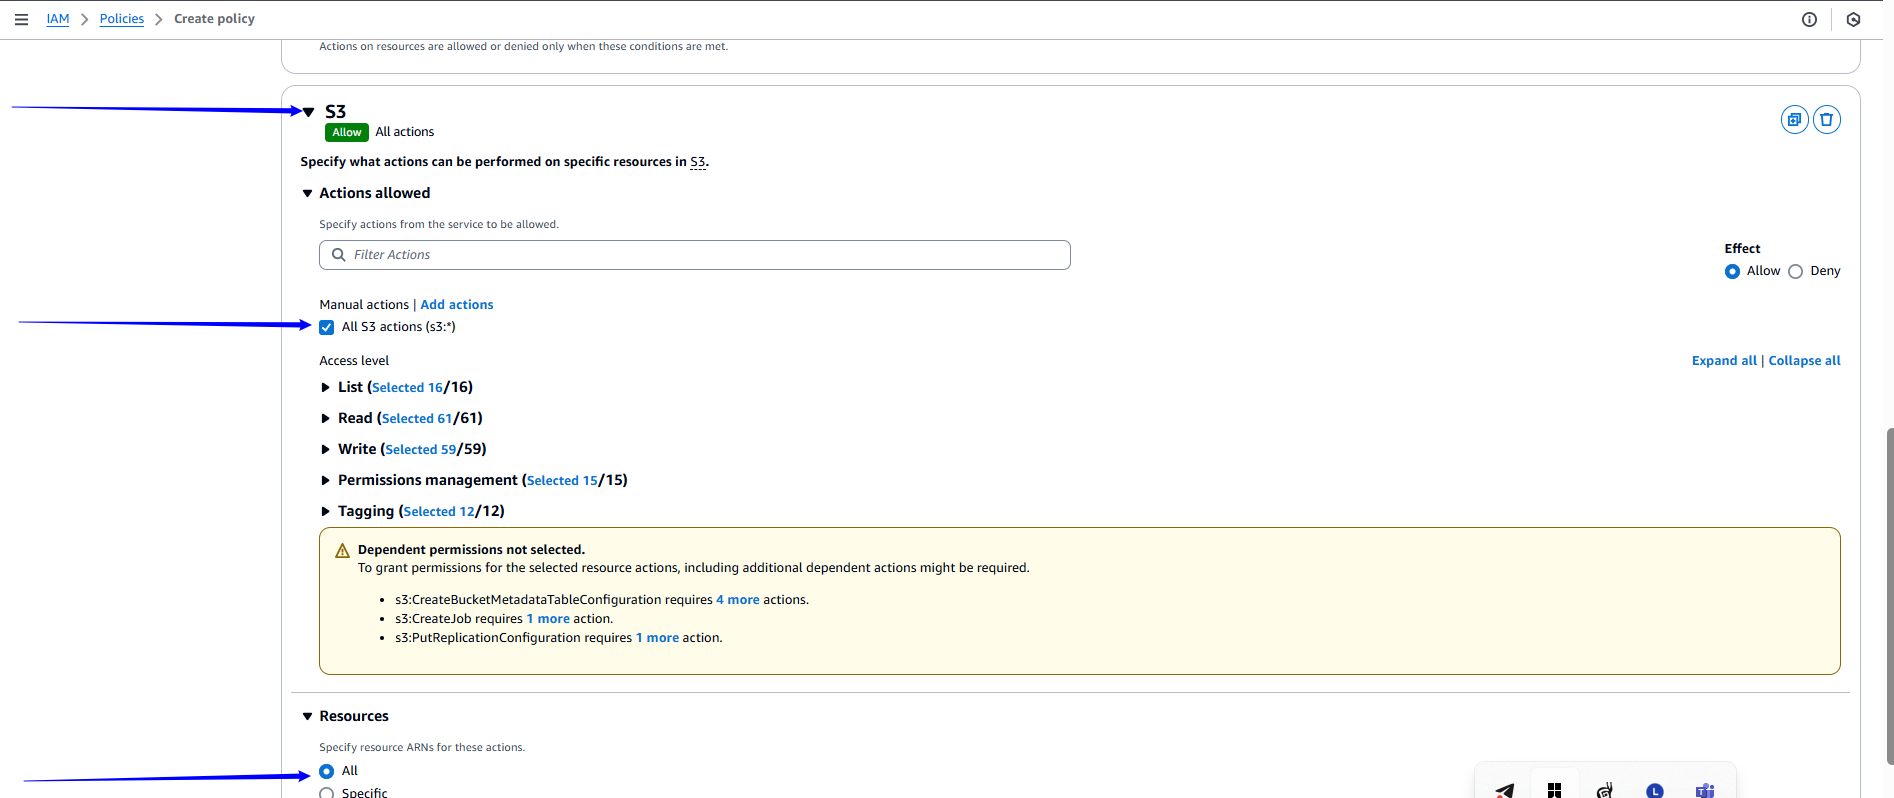 IAM > Policies > Create policy
Actions on resources are allowed or denied only when these conditions are met.
S3
Allow All actions
Specify what actions can be performed on specific resources in S3.
Actions allowed
Specify actions from the service to be allowed.
Filter Actions
Effect
Allow Deny
Manual actions | Add actions
All S3 actions (s3:*)
Access level
Expand all | Collapse all
List (Selected 16/16)
Read (Selected 61/61)
Write (Selected 59/59)
Permissions management (Selected 15/15)
Tagging (Selected 12/12)
Dependent permissions not selected.
To grant permissions for the selected resource actions, including additional dependent actions might be required.
• s3:CreateBucketMetadataTableConfiguration requires 4 more actions.
• s3:CreateJob requires 1 more action.
• s3:PutReplicationConfiguration requires 1 more action.
Resources
Specify resource ARNs for these actions.
All
Specific
L
T